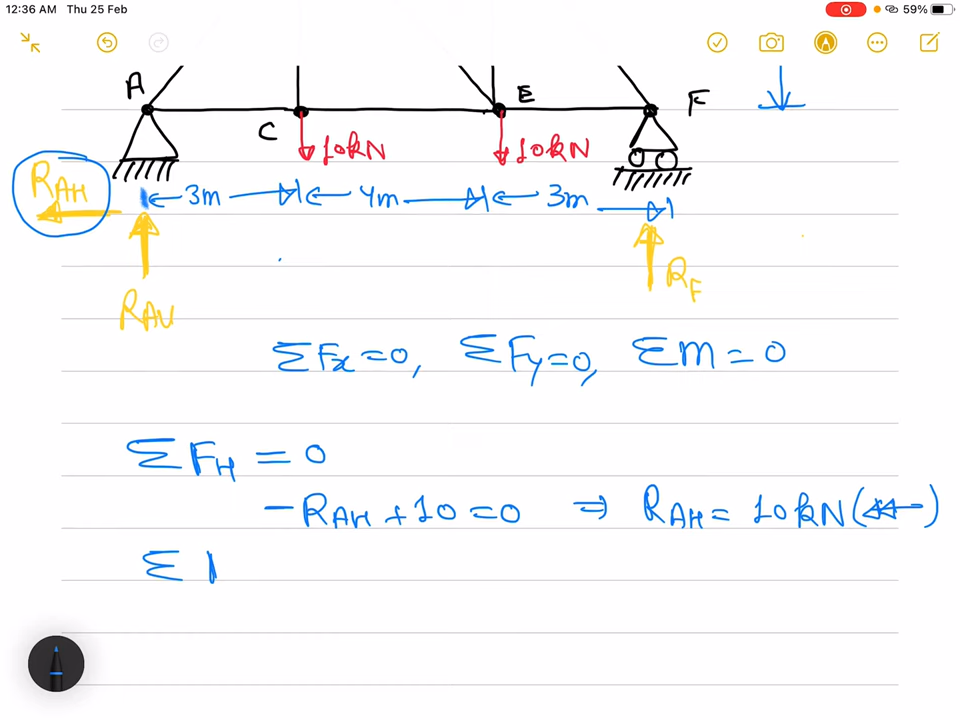 12:36 AM Thu 25 Feb 59%
A E F
C 10kN 10kN
RAH 3m 4m 3m
RAV RF
ΣFx=0, ΣFy=0, Σm=0
ΣFH = 0
-RAH+10=0 ⇒ RAH= 10kN(←)
Σ